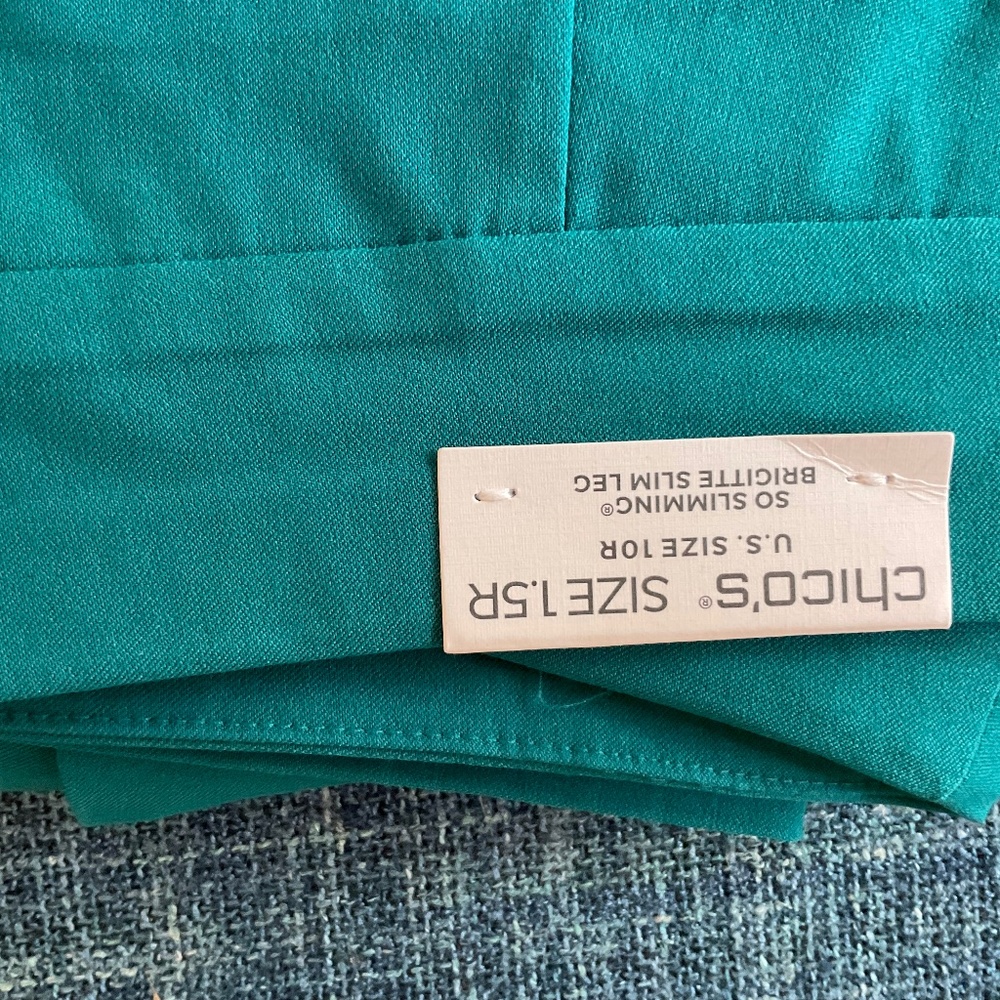 chico's® SIZE 1.5R
U.S. SIZE 10R
SO SLIMMING®
BRIGITTE SLIM LEG